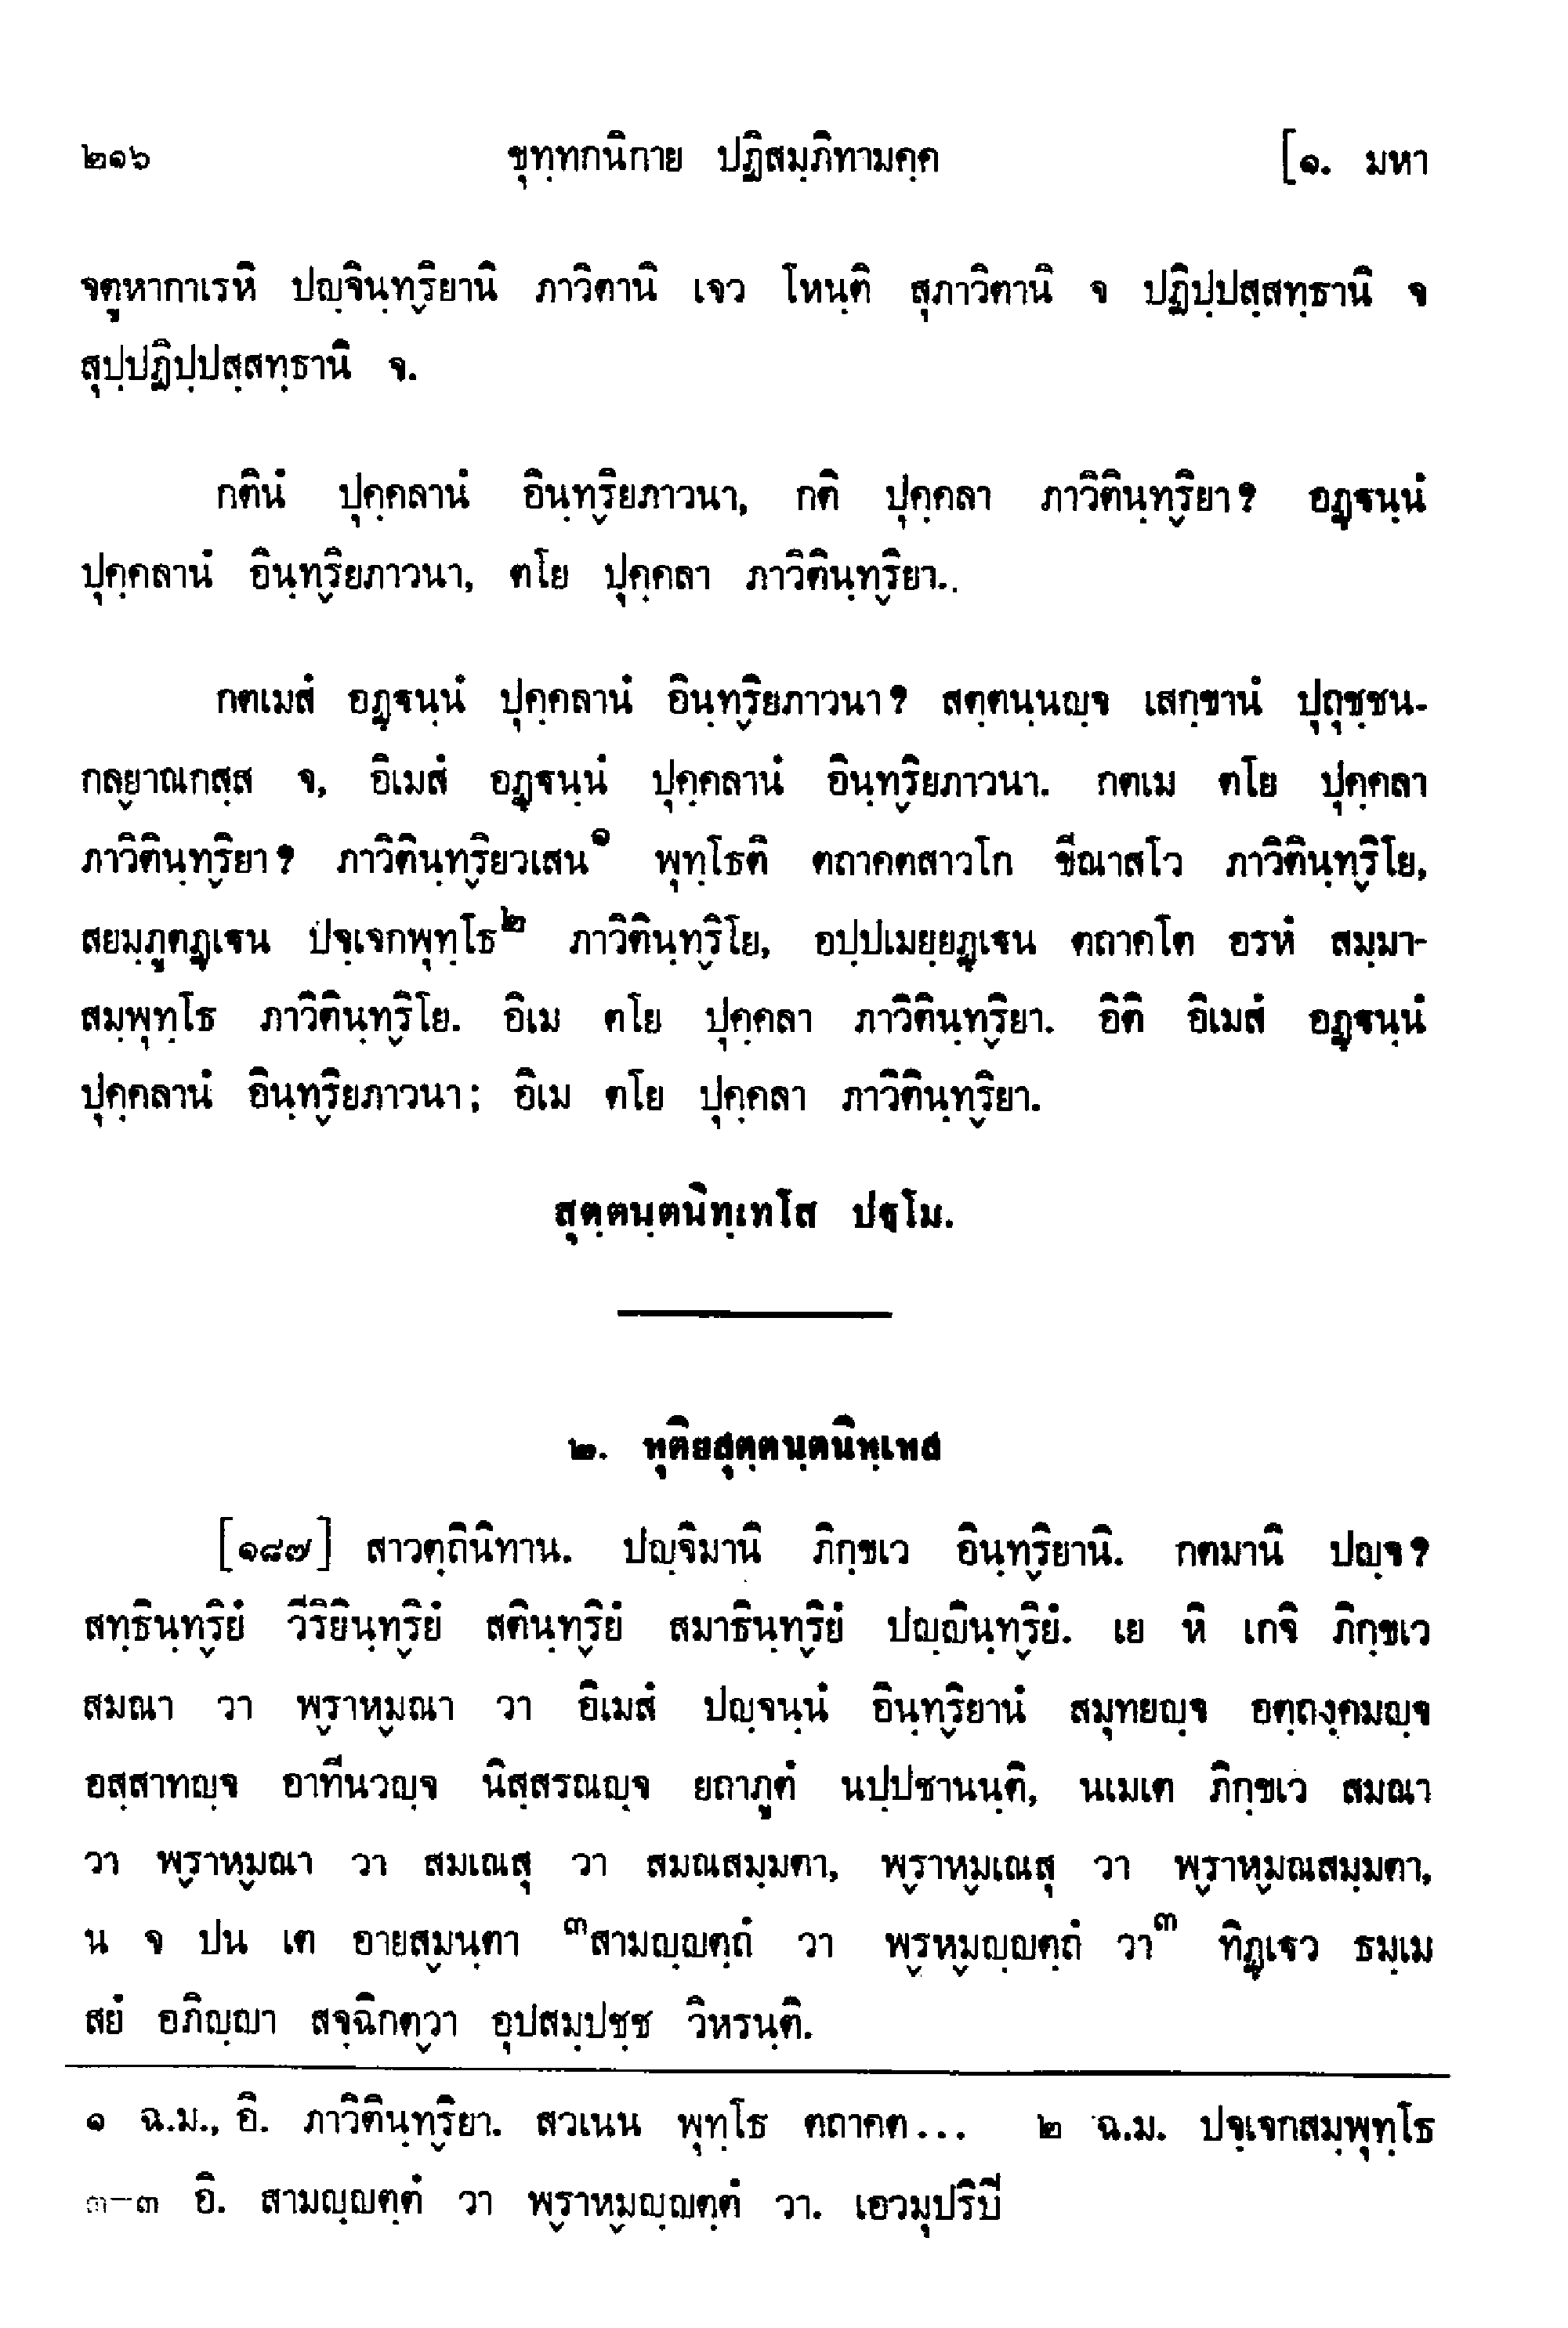 ๒๑๖ ขุทฺทกนิกาย ปฏิสมฺภิทามคฺค [๑. มหา
จตูหากาเรหิ ปญฺจินฺทฺริยานิ ภาวิตานิ เจว โหนฺติ สุภาวิตานิ จ ปฏิปฺปสฺสทฺธานิ จ
สุปฺปฏิปฺปสฺสทฺธานิ จ.
กตินํ ปุคฺคลานํ อินฺทฺริยภาวนา, กติ ปุคฺคลา ภาวิตินฺทฺริยา? อฏฺฐนฺนํ
ปุคฺคลานํ อินฺทฺริยภาวนา, ตโย ปุคฺคลา ภาวิตินฺทฺริยา.
กตเมสํ อฏฺฐนฺนํ ปุคฺคลานํ อินฺทฺริยภาวนา? สตฺตนฺนญฺจ เสกฺขานํ ปุถุชฺชน-
กลฺยาณกสฺส จ, อิเมสํ อฏฺฐนฺนํ ปุคฺคลานํ อินฺทฺริยภาวนา. กตเม ตโย ปุคฺคลา
ภาวิตินฺทฺริยา? ภาวิตินฺทฺริยวเสน๑ พุทฺโธติ ตถาคตสาวโก ขีณาสโว ภาวิตินฺทฺริโย,
สยมฺภูตฏฺเฐน ปจฺเจกพุทฺโธ๒ ภาวิตินฺทฺริโย, อปฺปเมยฺยฏฺเฐน ตถาคโต อรหํ สมฺมา-
สมฺพุทฺโธ ภาวิตินฺทฺริโย. อิเม ตโย ปุคฺคลา ภาวิตินฺทฺริยา. อิติ อิเมสํ อฏฺฐนฺนํ
ปุคฺคลานํ อินฺทฺริยภาวนา; อิเม ตโย ปุคฺคลา ภาวิตินฺทฺริยา.
สุตฺตนฺตนิทฺเทโส ปฐโม.
๒. ทุติยสุตฺตนฺตนิทฺเทส
[๑๘๗] สาวตฺถินิทาน. ปญฺจิมานิ ภิกฺขเว อินฺทฺริยานิ. กตมานิ ปญฺจ?
สทฺธินฺทฺริยํ วีริยินฺทฺริยํ สตินฺทฺริยํ สมาธินฺทฺริยํ ปญฺญินฺทฺริยํ. เย หิ เกจิ ภิกฺขเว
สมณา วา พฺราหฺมณา วา อิเมสํ ปญฺจนฺนํ อินฺทฺริยานํ สมุทยญฺจ อตฺถงฺคมญฺจ
อสฺสาทญฺจ อาทีนวญฺจ นิสฺสรณญฺจ ยถาภูตํ นปฺปชานนฺติ, นเมเต ภิกฺขเว สมณา
วา พฺราหฺมณา วา สมเณสุ วา สมณสมฺมตา, พฺราหฺมเณสุ วา พฺราหฺมณสมฺมตา,
น จ ปน เต อายสฺมนฺตา ๓สามญฺญตฺถํ วา พฺรหฺมญฺญตฺถํ วา๓ ทิฏฺเฐว ธมฺเม
สยํ อภิญฺญา สจฺฉิกตฺวา อุปสมฺปชฺช วิหรนฺติ.
๑ ฉ.ม., อิ. ภาวิตินฺทฺริยา. สวเนน พุทฺโธ ตถาคต... ๒ ฉ.ม. ปจฺเจกสมฺพุทฺโธ
๓-๓ อิ. สามญฺญตฺตํ วา พฺราหฺมญฺญตฺตํ วา. เอวมุปริปิ